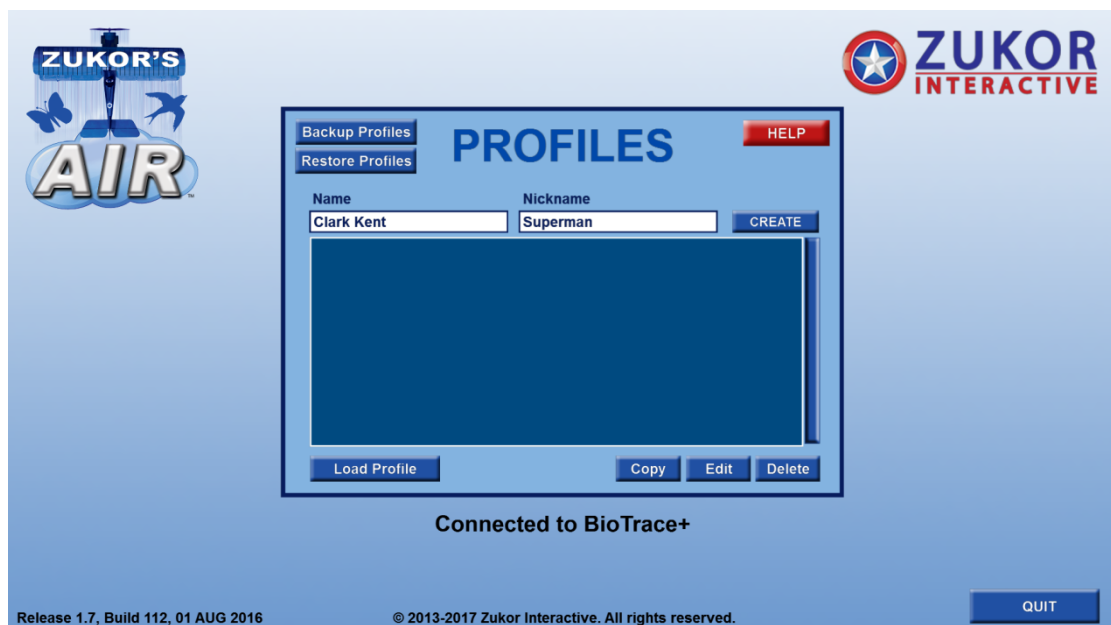 ZUKOR'S
AIR™
ZUKOR
INTERACTIVE
Backup Profiles
Restore Profiles
PROFILES
HELP
Name Nickname
Clark Kent Superman CREATE
Load Profile Copy Edit Delete
Connected to BioTrace+
QUIT
Release 1.7, Build 112, 01 AUG 2016 © 2013-2017 Zukor Interactive. All rights reserved.